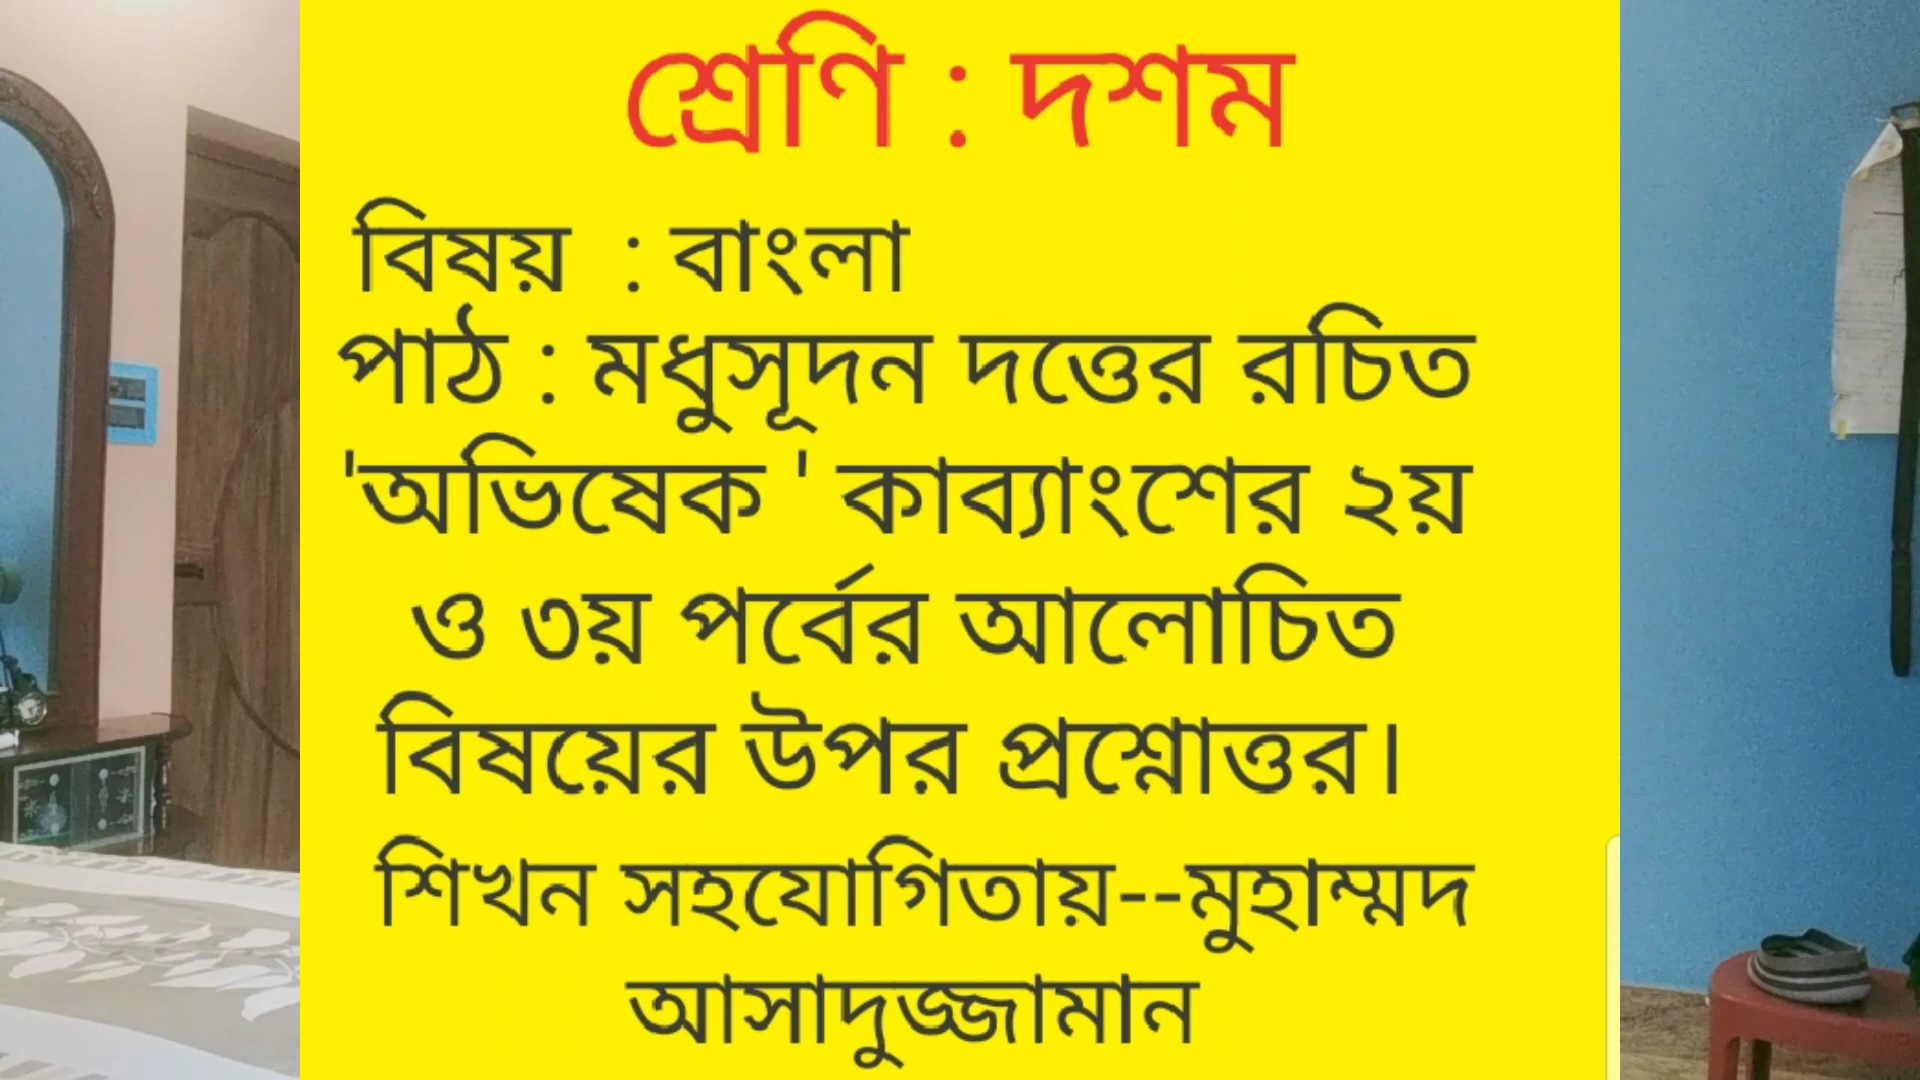 শ্রেণি : দশম
বিষয় : বাংলা
পাঠ : মধুসূদন দত্তের রচিত
'অভিষেক ' কাব্যাংশের ২য়
ও ৩য় পর্বের আলোচিত
বিষয়ের উপর প্রশ্নোত্তর।
শিখন সহযোগিতায়--মুহাম্মদ
আসাদুজ্জামান